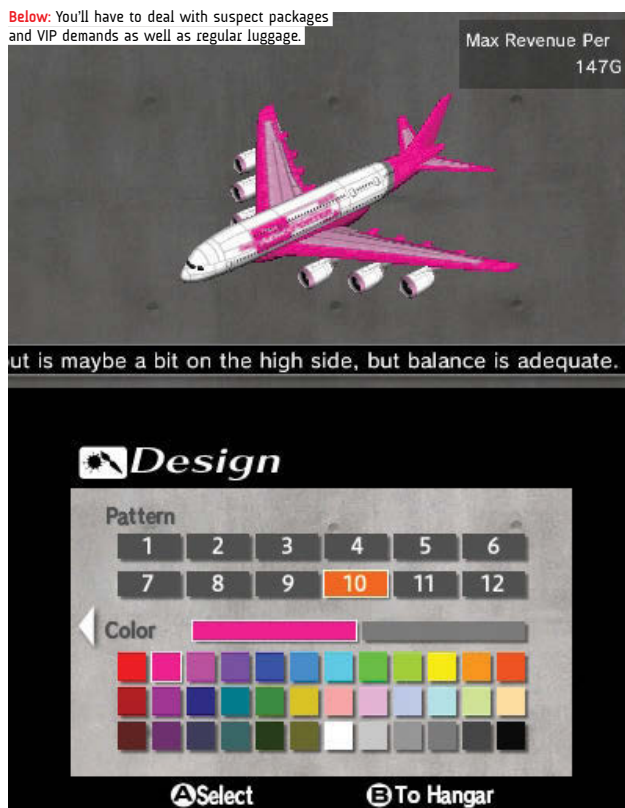 Below: You'll have to deal with suspect packages
and VIP demands as well as regular luggage.
Max Revenue Per
147G
ut is maybe a bit on the high side, but balance is adequate.
Design
Pattern
1 2 3 4 5 6
7 8 9 10 11 12
Color
A Select B To Hangar